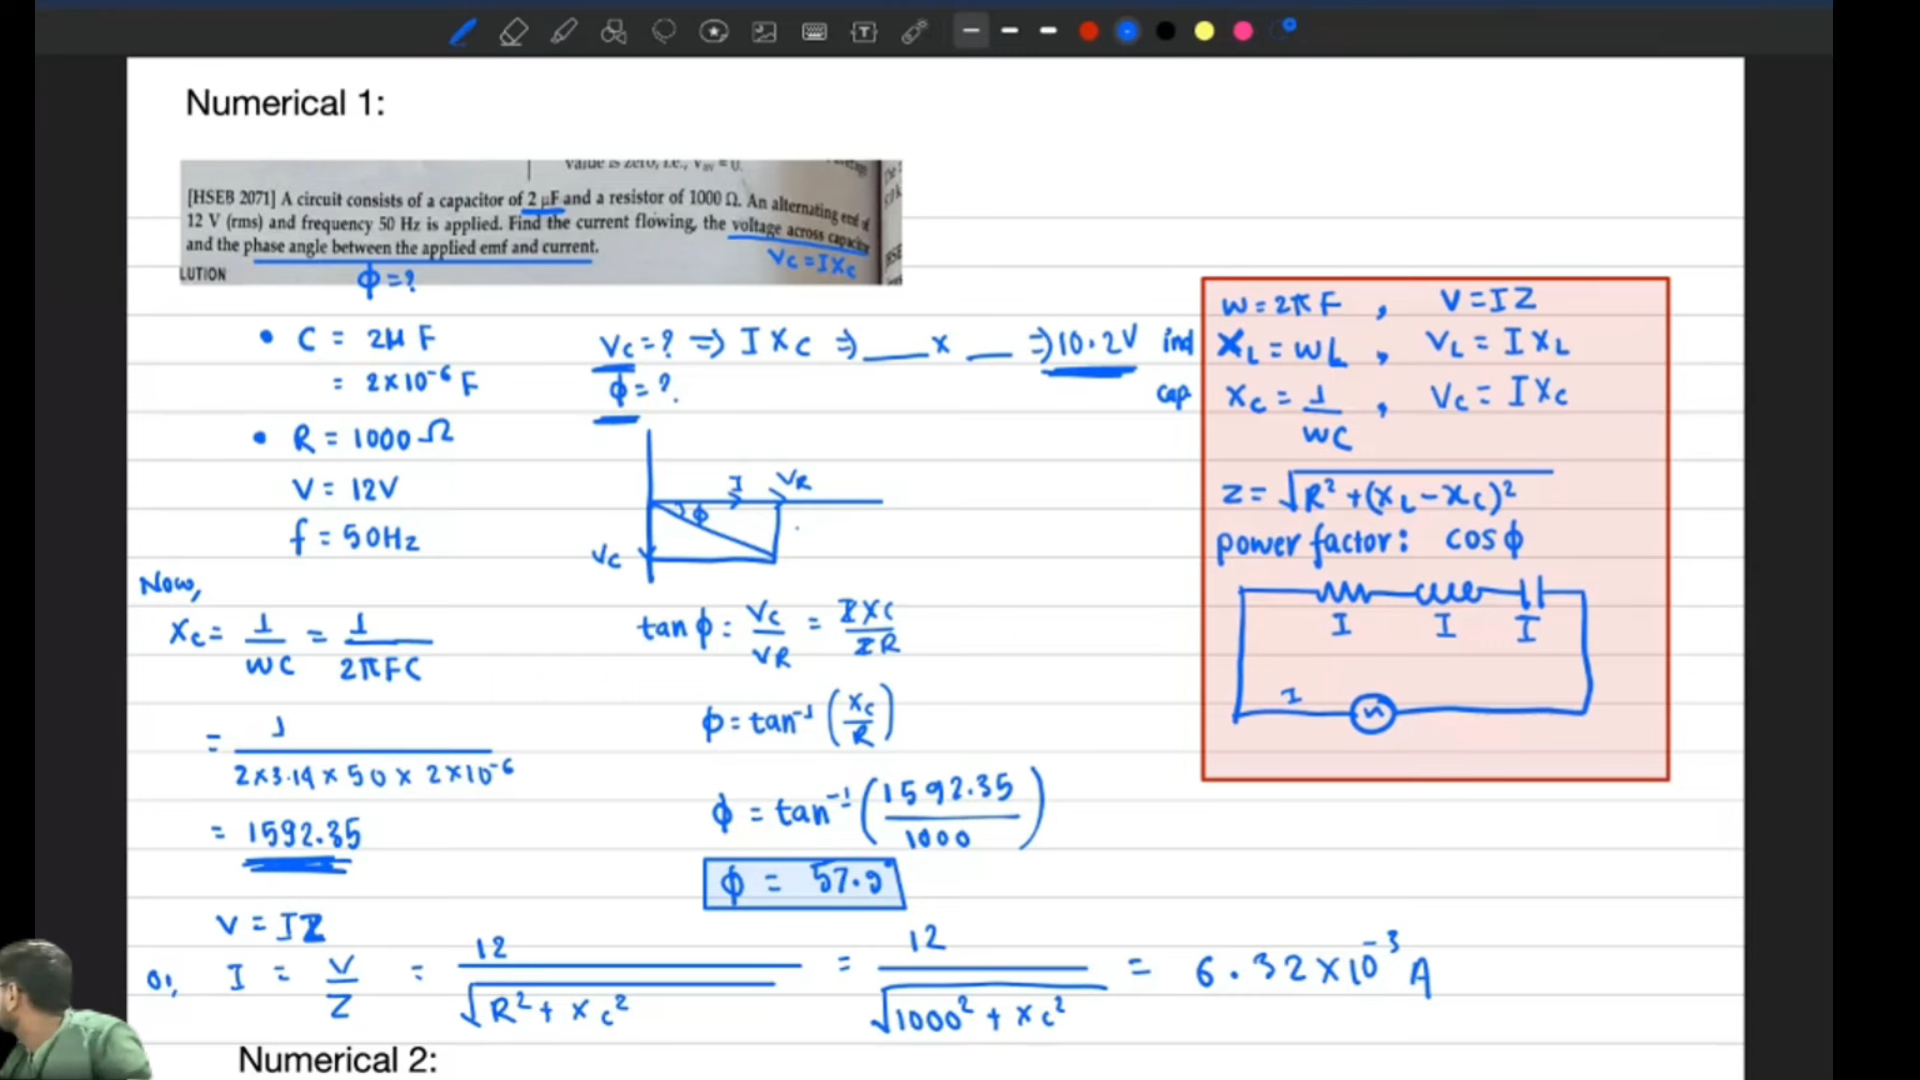 Numerical 1:
value is zero, i.e., Vav = 0.
[HSEB 2071] A circuit consists of a capacitor of 2 μF and a resistor of 1000 Ω. An alternating emf of
12 V (rms) and frequency 50 Hz is applied. Find the current flowing, the voltage across capacitor
and the phase angle between the applied emf and current.
LUTION
Vc = IXc
ϕ = ?
• C = 2μF
= 2×10⁻⁶ F
• R = 1000 Ω
V = 12V
f = 50Hz
Now,
Xc = 1/WC = 1/2πFC
= 1/2×3.14×50×2×10⁻⁶
= 1592.35
V = IZ
or, I = V/Z = 12/√R² + Xc² = 12/√1000² + Xc² = 6.32×10⁻³ A
Vc = ? ⇒ IXc ⇒ ___ x ___ ⇒ 10.2V
ϕ = ?
I VR
ϕ
Vc
tan ϕ = Vc/VR = IXC/IR
ϕ = tan⁻¹ (Xc/R)
ϕ = tan⁻¹ (1592.35/1000)
ϕ = 57.9°
W = 2πF , V = IZ
ind XL = WL , VL = IXL
cap Xc = 1/WC , Vc = IXc
Z = √R² + (XL - Xc)²
power factor: cos ϕ
I I I
I
Numerical 2: